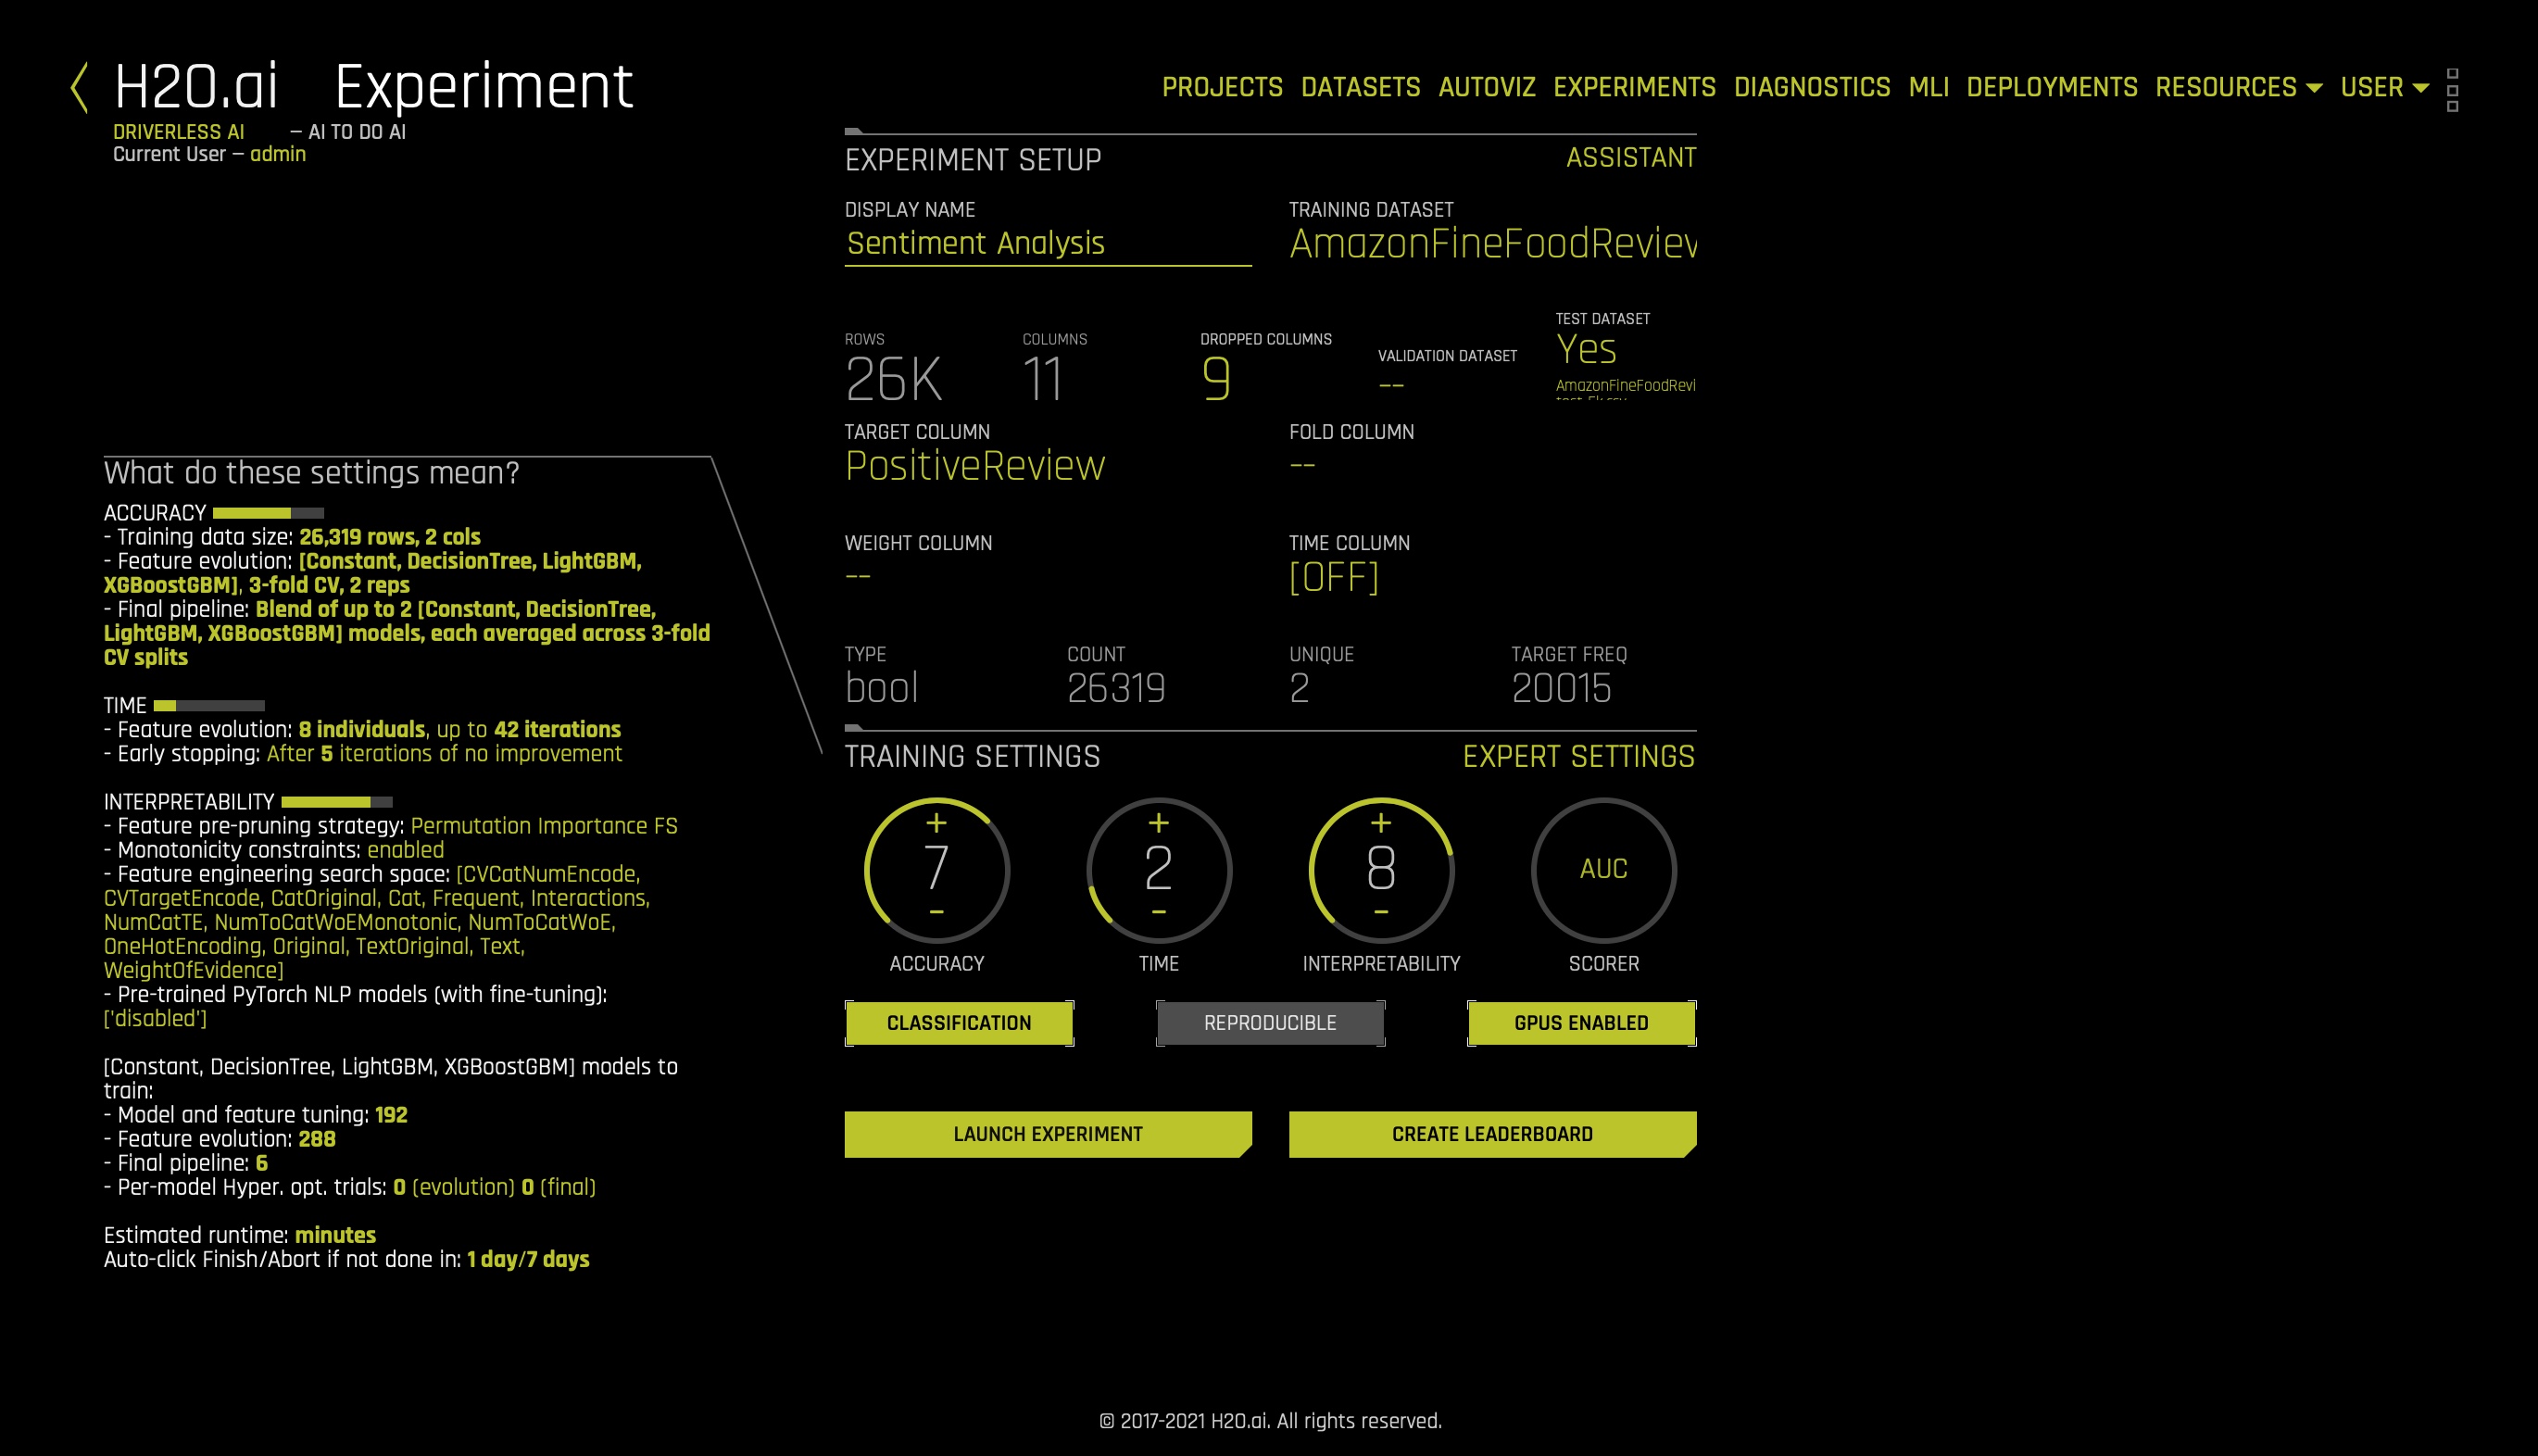 H2O.ai Experiment
DRIVERLESS AI – AI TO DO AI
Current User – admin
PROJECTS DATASETS AUTOVIZ EXPERIMENTS DIAGNOSTICS MLI DEPLOYMENTS RESOURCES USER
What do these settings mean?
ACCURACY
- Training data size: 26,319 rows, 2 cols
- Feature evolution: [Constant, DecisionTree, LightGBM,
XGBoostGBM], 3-fold CV, 2 reps
- Final pipeline: Blend of up to 2 [Constant, DecisionTree,
LightGBM, XGBoostGBM] models, each averaged across 3-fold
CV splits
TIME
- Feature evolution: 8 individuals, up to 42 iterations
- Early stopping: After 5 iterations of no improvement
INTERPRETABILITY
- Feature pre-pruning strategy: Permutation Importance FS
- Monotonicity constraints: enabled
- Feature engineering search space: [CVCatNumEncode,
CVTargetEncode, CatOriginal, Cat, Frequent, Interactions,
NumCatTE, NumToCatWoEMonotonic, NumToCatWoE,
OneHotEncoding, Original, TextOriginal, Text,
WeightOfEvidence]
- Pre-trained PyTorch NLP models (with fine-tuning):
['disabled']
[Constant, DecisionTree, LightGBM, XGBoostGBM] models to
train:
- Model and feature tuning: 192
- Feature evolution: 288
- Final pipeline: 6
- Per-model Hyper. opt. trials: 0 (evolution) 0 (final)
Estimated runtime: minutes
Auto-click Finish/Abort if not done in: 1 day/7 days
EXPERIMENT SETUP ASSISTANT
DISPLAY NAME TRAINING DATASET
Sentiment Analysis AmazonFineFoodReview
ROWS COLUMNS DROPPED COLUMNS VALIDATION DATASET TEST DATASET
26K 11 9 -- Yes
AmazonFineFoodRevi
TARGET COLUMN FOLD COLUMN
PositiveReview --
WEIGHT COLUMN TIME COLUMN
-- [OFF]
TYPE COUNT UNIQUE TARGET FREQ
bool 26319 2 20015
TRAINING SETTINGS EXPERT SETTINGS
+ + +
7 2 8 AUC
- - -
ACCURACY TIME INTERPRETABILITY SCORER
CLASSIFICATION REPRODUCIBLE GPUS ENABLED
LAUNCH EXPERIMENT CREATE LEADERBOARD
© 2017-2021 H2O.ai. All rights reserved.